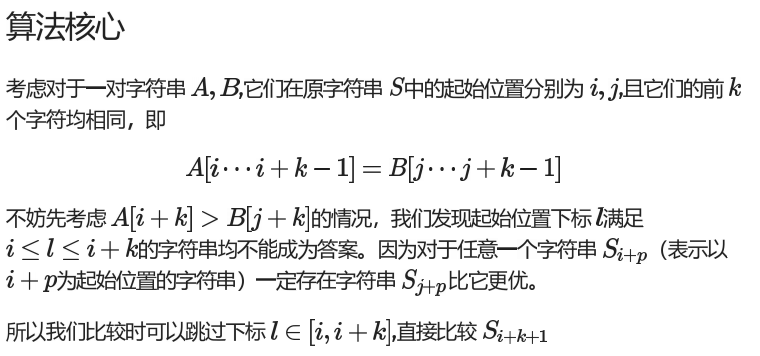 算法核心
考虑对于一对字符串 A, B,它们在原字符串 S中的起始位置分别为 i, j,且它们的前 k
个字符均相同，即
A[i⋯i + k − 1] = B[j⋯j + k − 1]
不妨先考虑 A[i + k] > B[j + k]的情况，我们发现起始位置下标 l满足
i ≤ l ≤ i + k的字符串均不能成为答案。因为对于任意一个字符串 S_{i+p}（表示以
i + p为起始位置的字符串）一定存在字符串 S_{j+p} 比它更优。
所以我们比较时可以跳过下标 l ∈ [i, i + k],直接比较 S_{i+k+1}